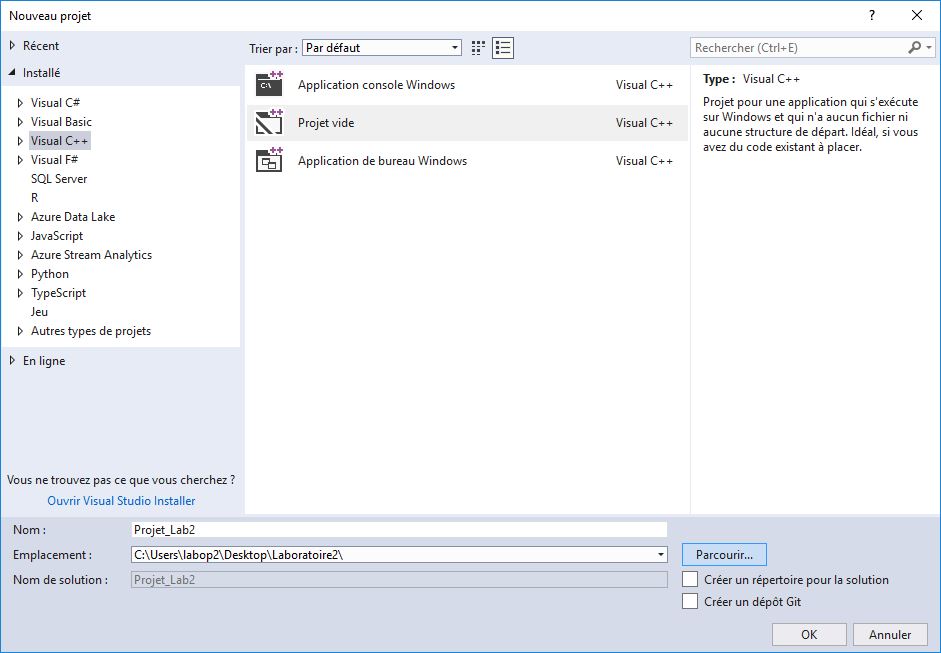 Nouveau projet
Récent
Trier par : Par défaut
Rechercher (Ctrl+E)
Installé
Visual C#
Visual Basic
Visual C++
Visual F#
SQL Server
R
Azure Data Lake
JavaScript
Azure Stream Analytics
Python
TypeScript
Jeu
Autres types de projets
En ligne
Vous ne trouvez pas ce que vous cherchez ?
Ouvrir Visual Studio Installer
Application console Windows Visual C++
Projet vide Visual C++
Application de bureau Windows Visual C++
Type : Visual C++
Projet pour une application qui s'exécute
sur Windows et qui n'a aucun fichier ni
aucune structure de départ. Idéal, si vous
avez du code existant à placer.
Nom : Projet_Lab2
Emplacement : C:\Users\labop2\Desktop\Laboratoire2\ Parcourir...
Nom de solution : Projet_Lab2
Créer un répertoire pour la solution
Créer un dépôt Git
OK Annuler